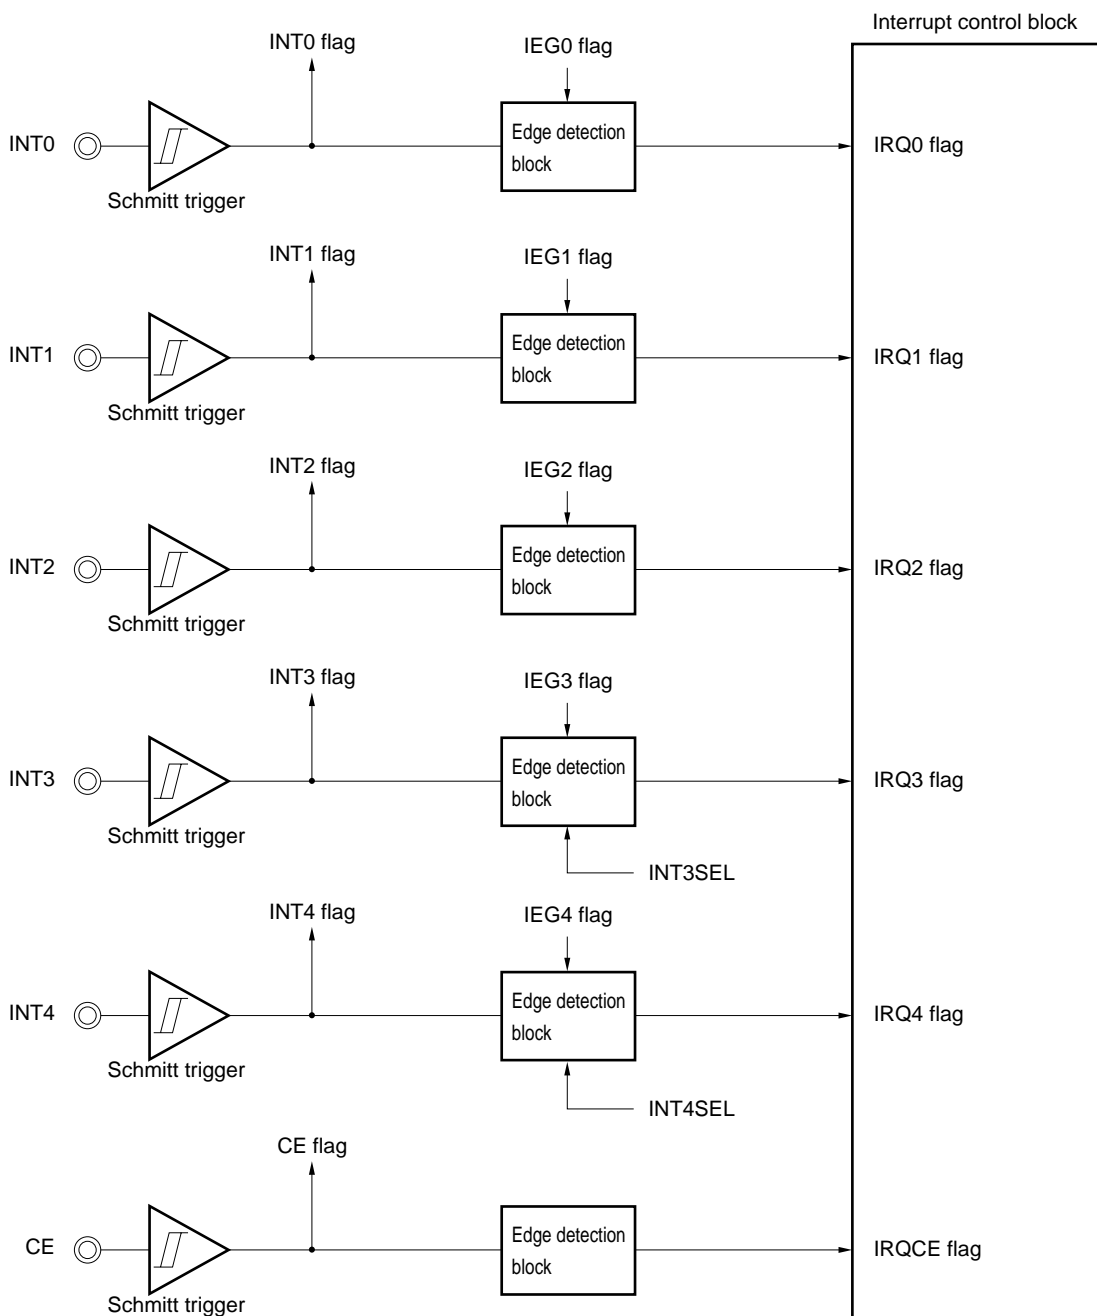 Interrupt control block
INT0 flag
IEG0 flag
INT0
Edge detection
block
IRQ0 flag
Schmitt trigger
INT1 flag
IEG1 flag
INT1
Edge detection
block
IRQ1 flag
Schmitt trigger
INT2 flag
IEG2 flag
INT2
Edge detection
block
IRQ2 flag
Schmitt trigger
INT3 flag
IEG3 flag
INT3
Edge detection
block
IRQ3 flag
Schmitt trigger
INT3SEL
INT4 flag
IEG4 flag
INT4
Edge detection
block
IRQ4 flag
Schmitt trigger
INT4SEL
CE flag
CE
Edge detection
block
IRQCE flag
Schmitt trigger